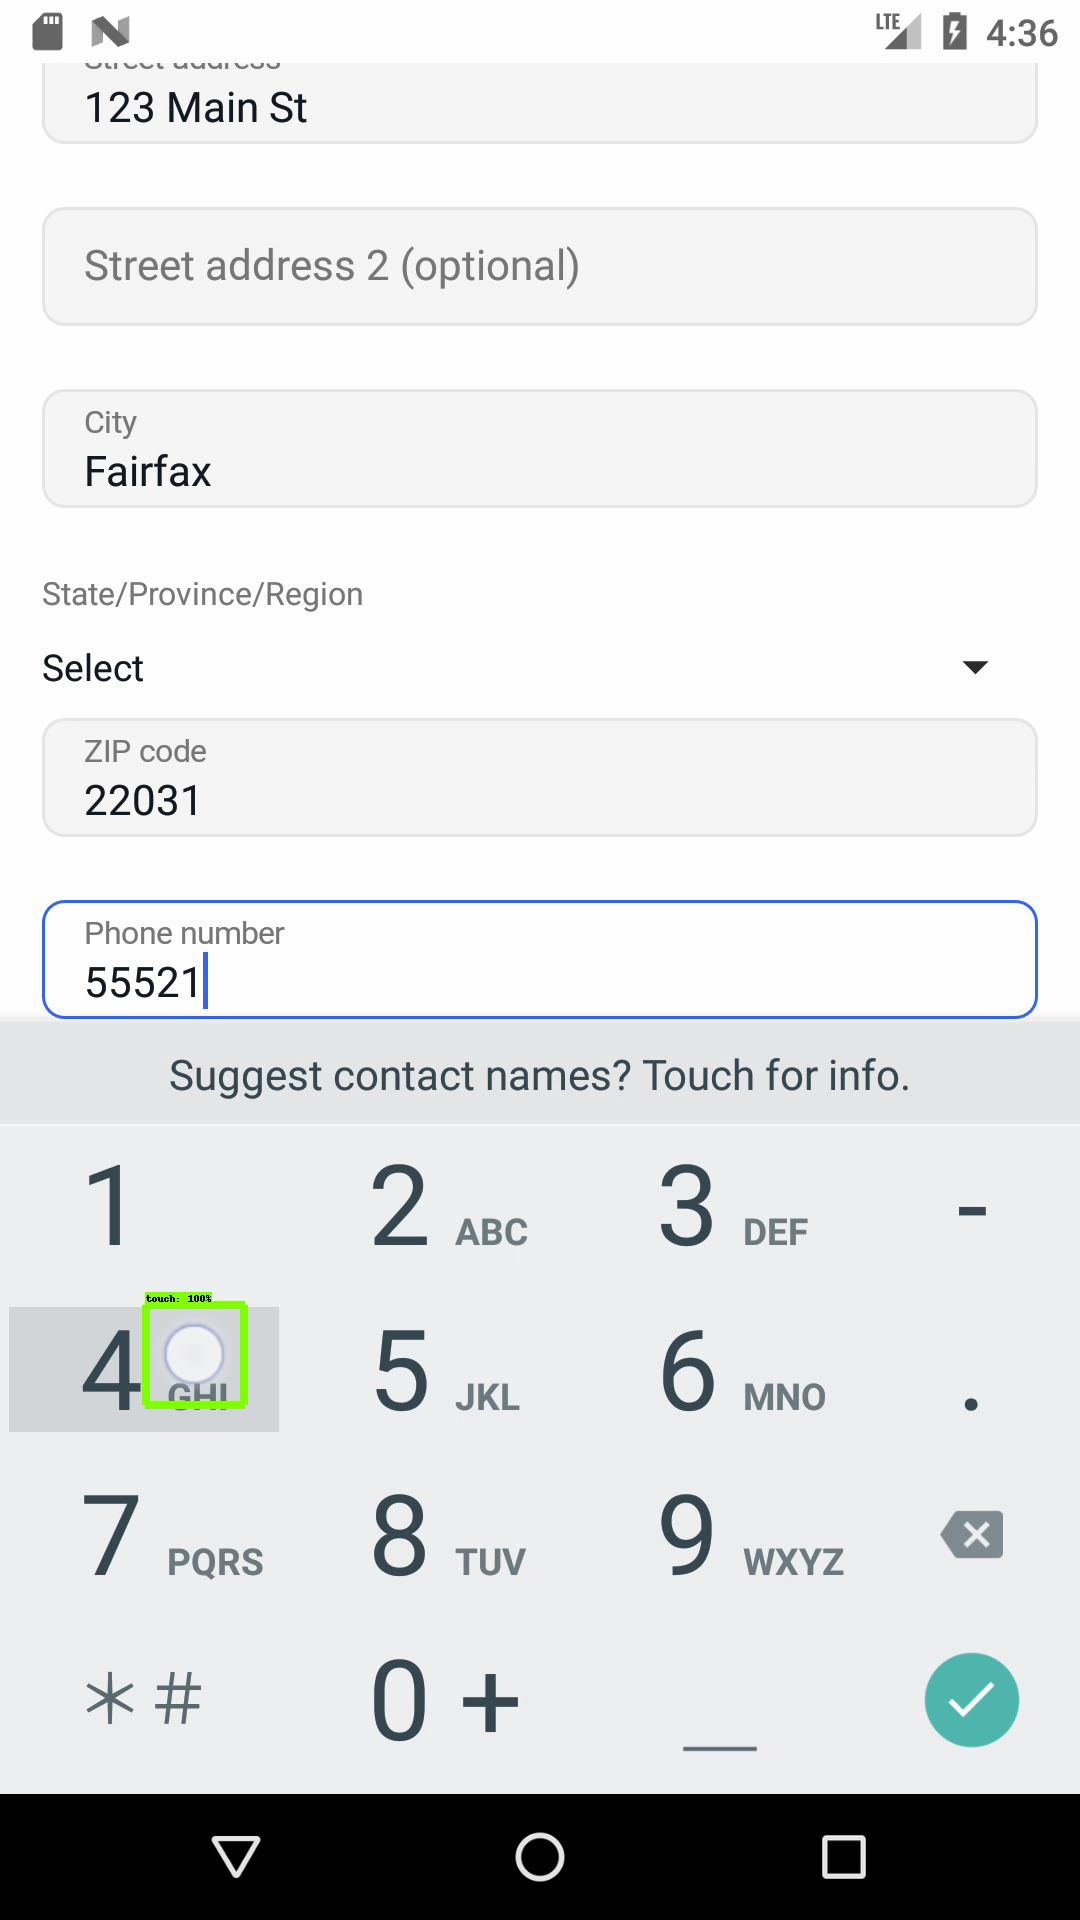 LTE 4:36
Street address
123 Main St
Street address 2 (optional)
City
Fairfax
State/Province/Region
Select
ZIP code
22031
Phone number
55521
Suggest contact names? Touch for info.
1 2 ABC 3 DEF -
touch: 100%
4 GHI 5 JKL 6 MNO .
7 PQRS 8 TUV 9 WXYZ
*# 0 + _